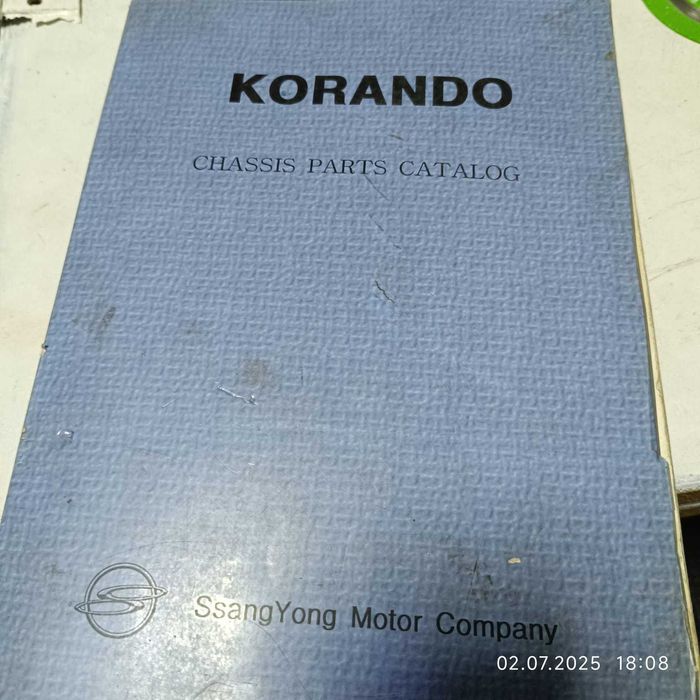 KORANDO
CHASSIS PARTS CATALOG
SsangYong Motor Company
02.07.2025 18:08